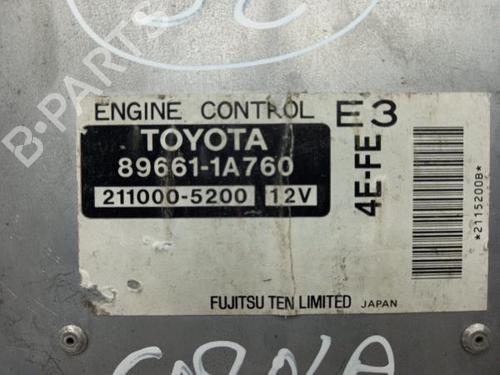 ENGINE CONTROL E3
TOYOTA
89661-1A760
211000-5200 12V
4E-FE
*2115200B*
FUJITSU TEN LIMITED JAPAN
B-PARTS